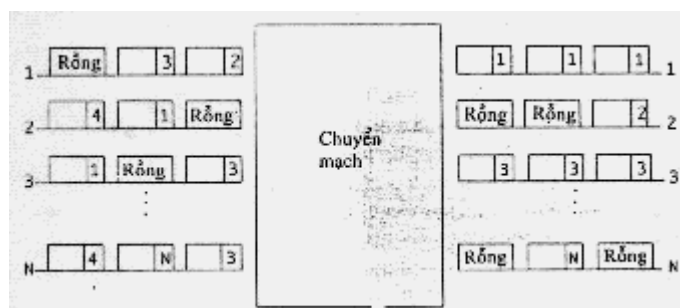 1 Rỗng 3 2 1 1 1 1
2 4 1 Rỗng Rỗng Rỗng 2 2
Chuyển
mạch
3 1 Rỗng 3 3 3 3 3
N 4 N 3 Rỗng N Rỗng N